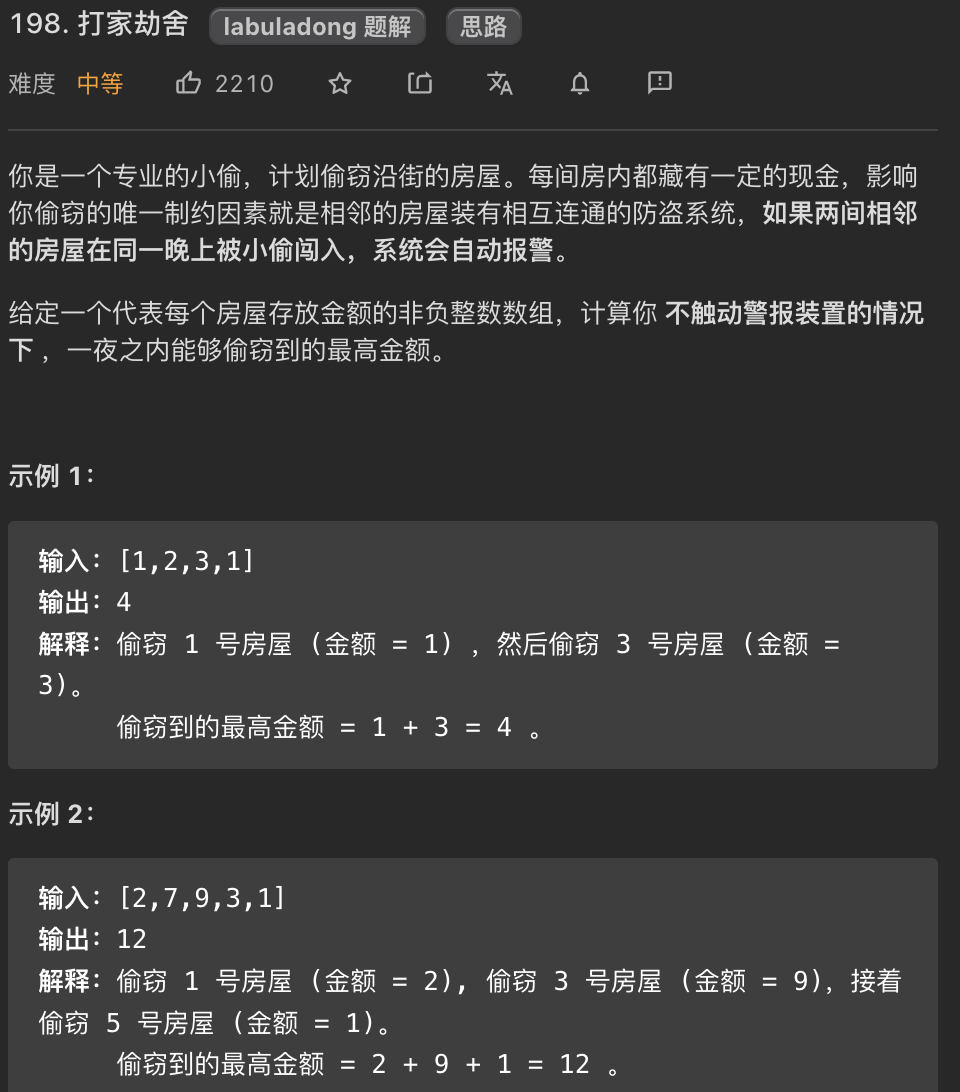 198. 打家劫舍 labuladong 题解 思路
难度 中等 2210
你是一个专业的小偷，计划偷窃沿街的房屋。每间房内都藏有一定的现金，影响
你偷窃的唯一制约因素就是相邻的房屋装有相互连通的防盗系统，如果两间相邻
的房屋在同一晚上被小偷闯入，系统会自动报警。
给定一个代表每个房屋存放金额的非负整数数组，计算你 不触动警报装置的情况
下 ，一夜之内能够偷窃到的最高金额。
示例 1：
输入：[1,2,3,1]
输出：4
解释：偷窃 1 号房屋 (金额 = 1) ，然后偷窃 3 号房屋 (金额 =
3)。
偷窃到的最高金额 = 1 + 3 = 4 。
示例 2：
输入：[2,7,9,3,1]
输出：12
解释：偷窃 1 号房屋 (金额 = 2), 偷窃 3 号房屋 (金额 = 9)，接着
偷窃 5 号房屋 (金额 = 1)。
偷窃到的最高金额 = 2 + 9 + 1 = 12 。